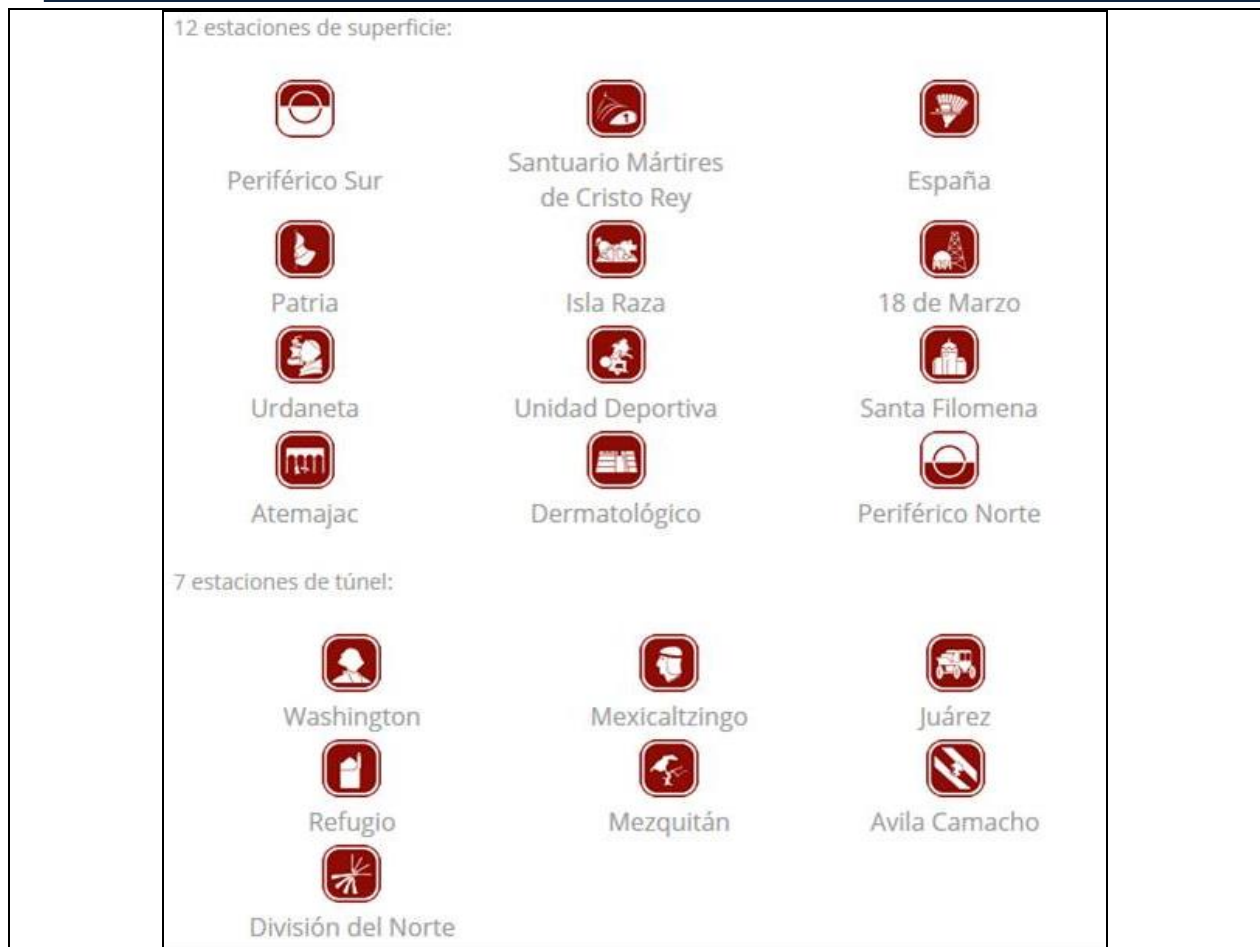 12 estaciones de superficie:
Periférico Sur
Santuario Mártires
de Cristo Rey
España
Patria
Isla Raza
18 de Marzo
Urdaneta
Unidad Deportiva
Santa Filomena
Atemajac
Dermatológico
Periférico Norte
7 estaciones de túnel:
Washington
Mexicaltzingo
Juárez
Refugio
Mezquitán
Avila Camacho
División del Norte